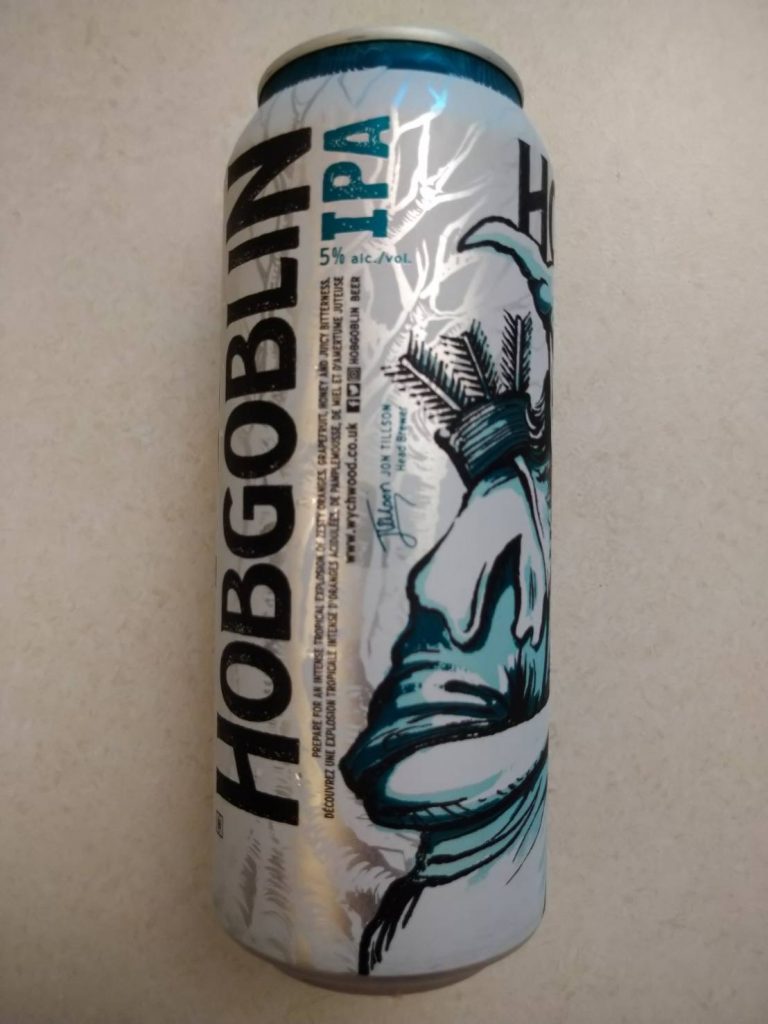 HOBGOBLIN
IPA
5% alc./vol.
PREPARE FOR AN INTENSE TROPICAL EXPLOSION OF ZESTY ORANGES, GRAPEFRUIT, HONEY AND JUICY BITTERNESS.
DÉCOUVREZ UNE EXPLOSION TROPICALE INTENSE D'ORANGES ACIDULÉES, DE PAMPLEMOUSSE, DE MIEL ET D'AMERTUME JUTEUSE
www.wychwood.co.uk HOBGOBLIN BEER
JON TILLSON
Head Brewer
H